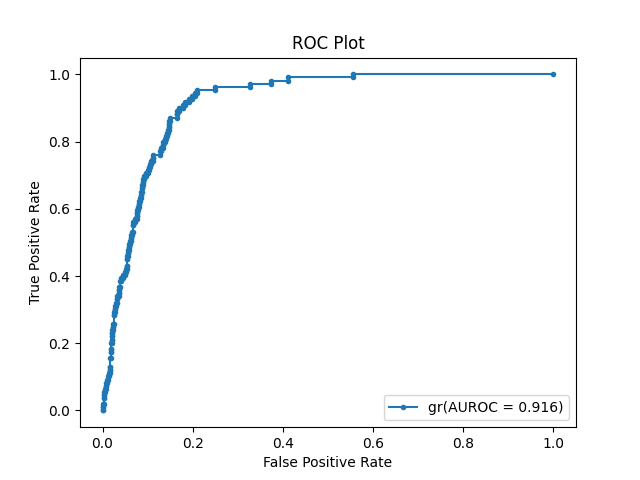 ROC Plot
1.0
0.8
0.6
0.4
0.2
0.0
True Positive Rate
gr(AUROC = 0.916)
0.0 0.2 0.4 0.6 0.8 1.0
False Positive Rate